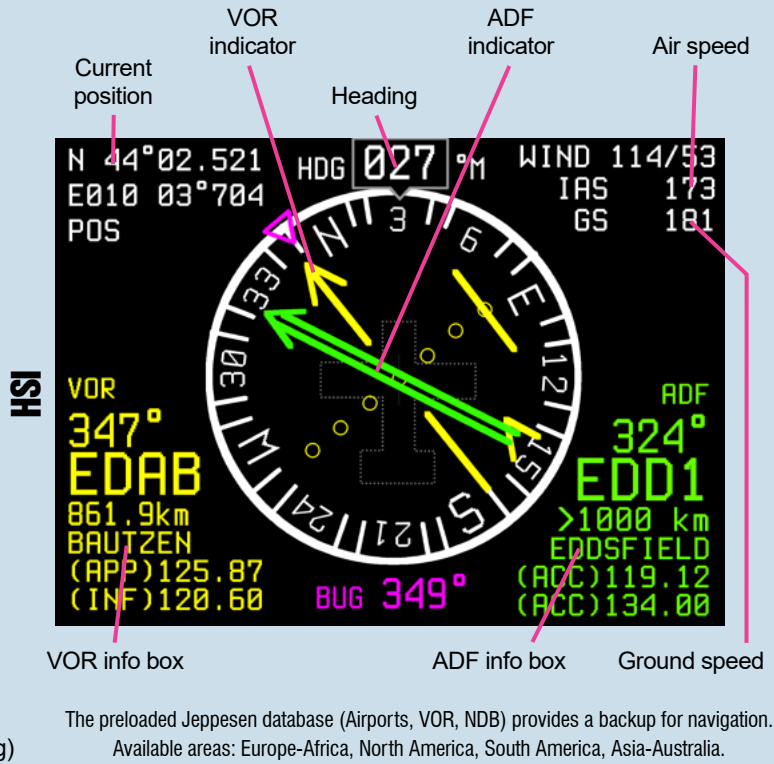 VOR
indicator
ADF
indicator
Air speed
Current
position
Heading
N 44°02.521
E010 03°704
POS
HDG 027 °M
WIND 114/53
IAS 173
GS 181
N
3
6
E
12
15
S
21
24
W
30
33
HSI
VOR
347°
EDAB
861.9km
BAUTZEN
(APP)125.87
(INF)120.60
BUG 349°
ADF
324°
EDD1
>1000 km
EDDSFIELD
(ACC)119.12
(ACC)134.00
VOR info box
ADF info box
Ground speed
The preloaded Jeppesen database (Airports, VOR, NDB) provides a backup for navigation.
g)
Available areas: Europe-Africa, North America, South America, Asia-Australia.